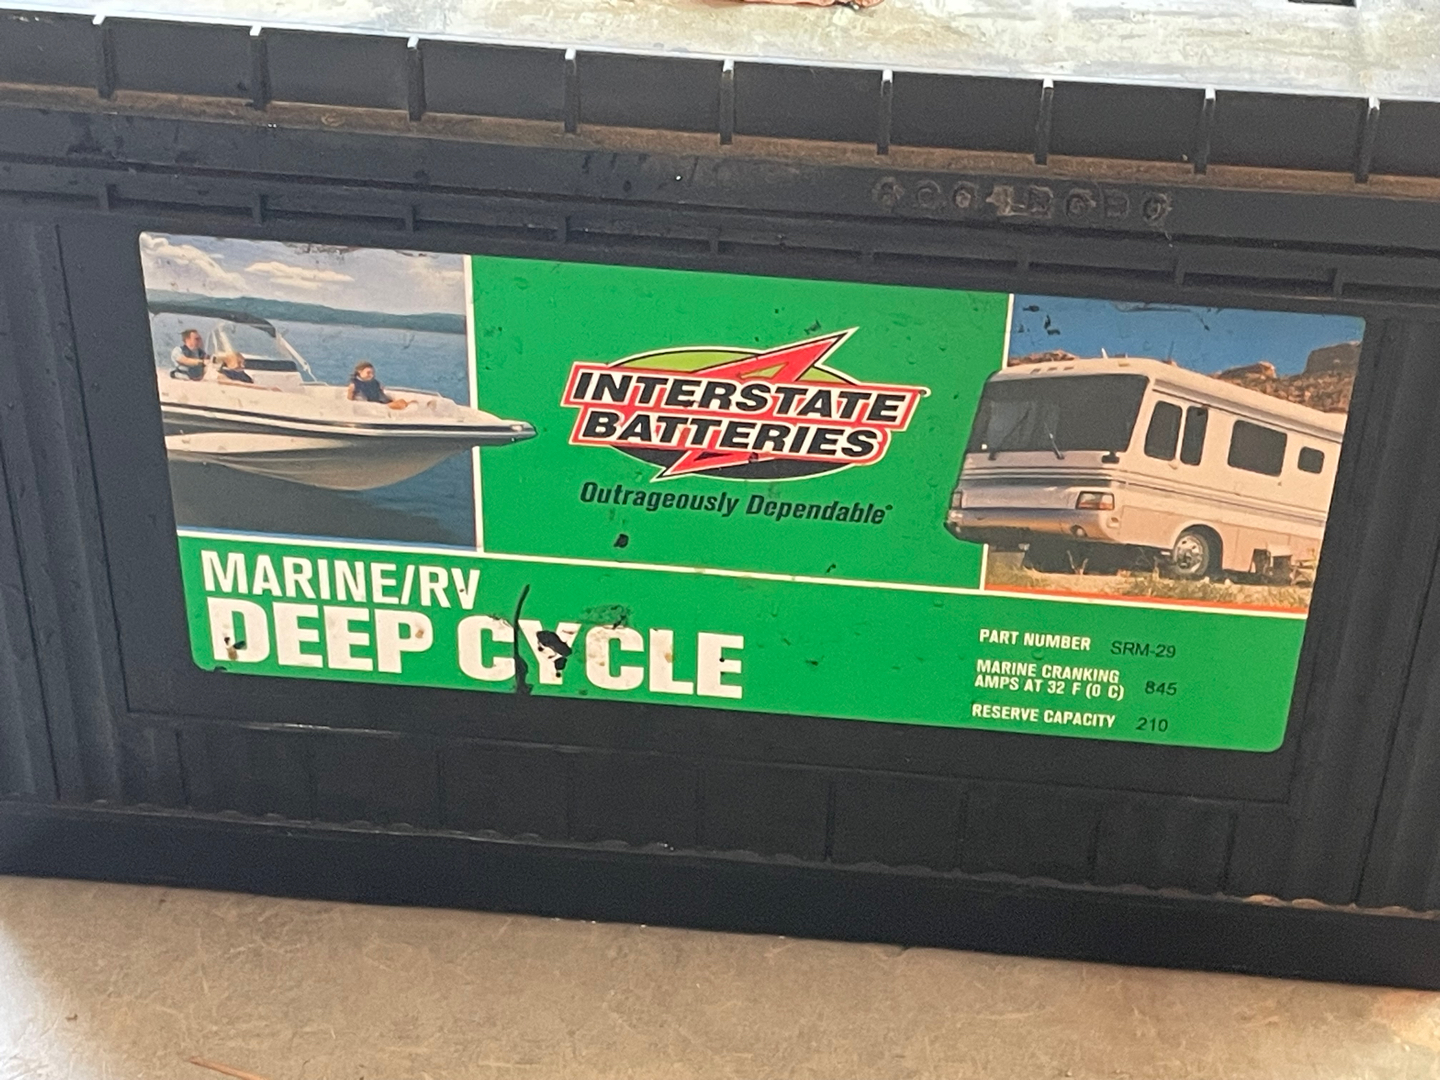 INTERSTATE
BATTERIES
Outrageously Dependable®
MARINE/RV
DEEP CYCLE
PART NUMBER SRM-29
MARINE CRANKING
AMPS AT 32 F (0 C) 845
RESERVE CAPACITY 210